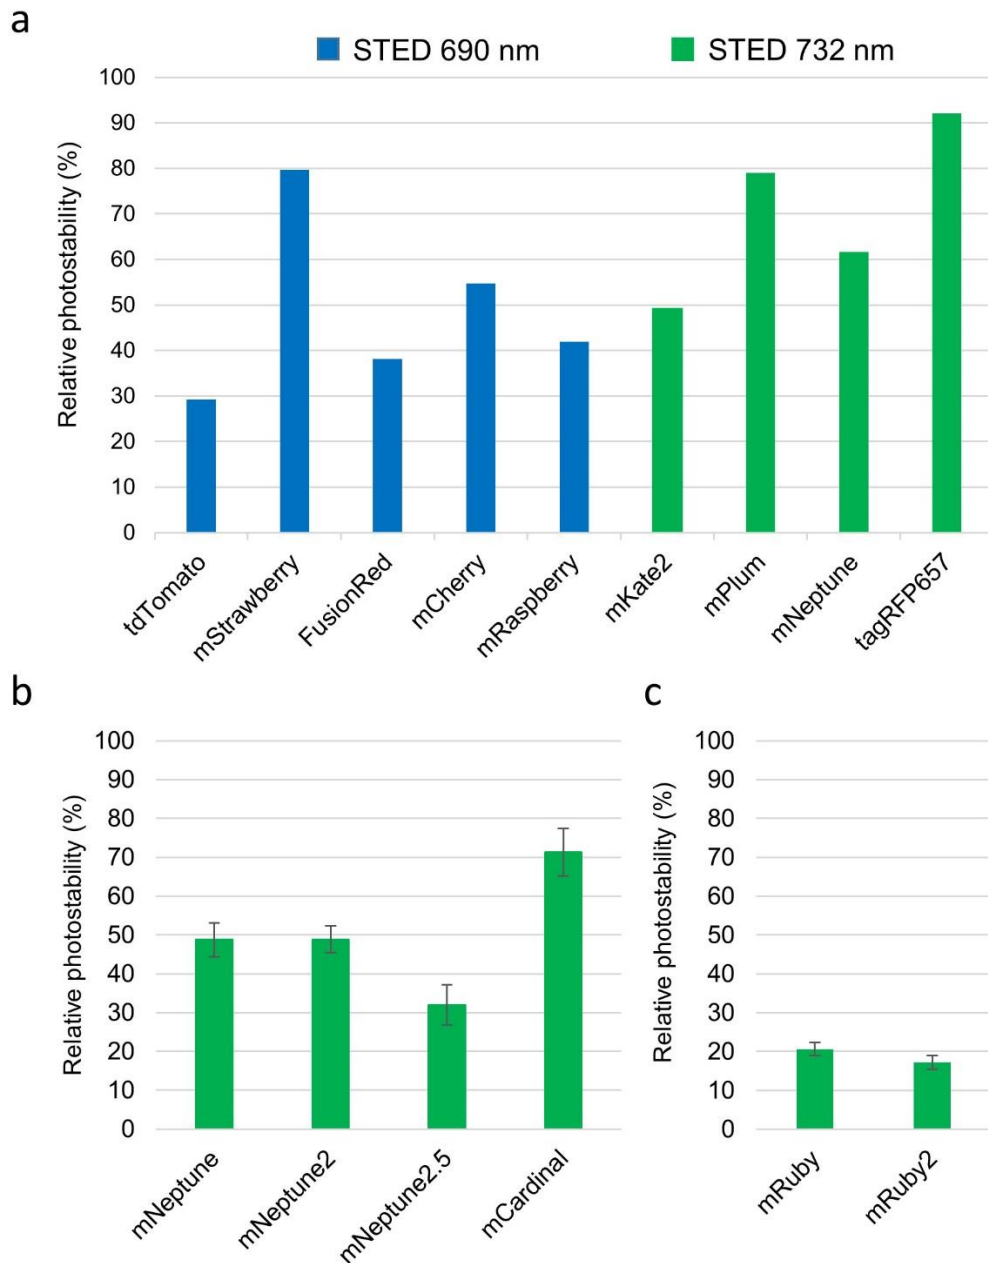 a
STED 690 nm
STED 732 nm
Relative photostability (%)
100
90
80
70
60
50
40
30
20
10
0
tdTomato
mStrawberry
FusionRed
mCherry
mRaspberry
mKate2
mPlum
mNeptune
tagRFP657
b
Relative photostability (%)
100
90
80
70
60
50
40
30
20
10
0
mNeptune
mNeptune2
mNeptune2.5
mCardinal
c
Relative photostability (%)
100
90
80
70
60
50
40
30
20
10
0
mRuby
mRuby2